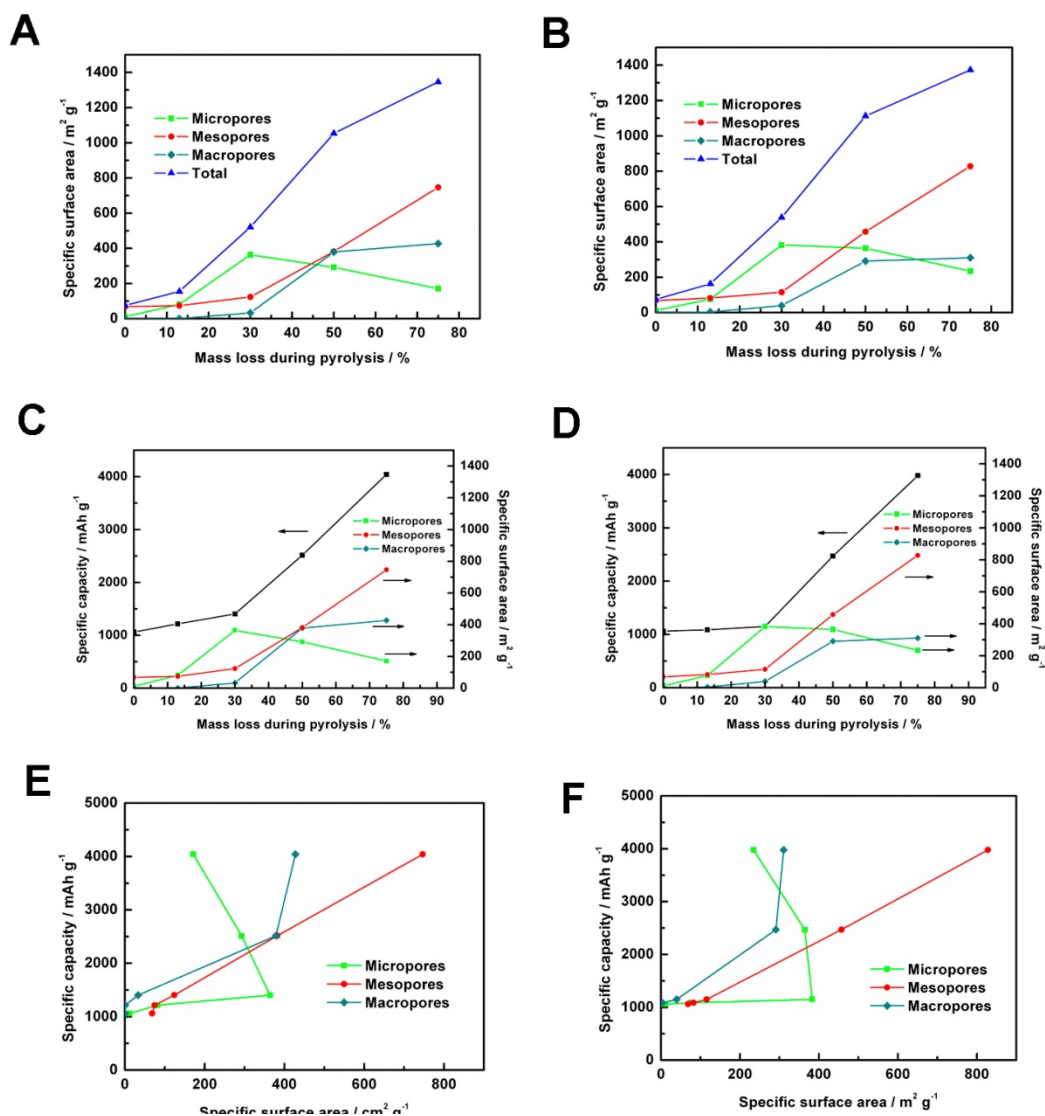 A
Specific surface area / m² g⁻¹
1400
1200
1000
800
600
400
200
0
Micropores
Mesopores
Macropores
Total
0 10 20 30 40 50 60 70 80
Mass loss during pyrolysis / %
B
Specific surface area / m² g⁻¹
1400
1200
1000
800
600
400
200
0
Micropores
Mesopores
Macropores
Total
0 10 20 30 40 50 60 70 80
Mass loss during pyrolysis / %
C
Specific capacity / mAh g⁻¹
4000
3000
2000
1000
0
Micropores
Mesopores
Macropores
1400
1200
1000
800
600
400
200
0
Specific surface area / m² g⁻¹
0 10 20 30 40 50 60 70 80 90
Mass loss during pyrolysis / %
D
Specific capacity / mAh g⁻¹
4000
3000
2000
1000
0
Micropores
Mesopores
Macropores
1400
1200
1000
800
600
400
200
0
Specific surface area / m² g⁻¹
0 10 20 30 40 50 60 70 80 90
Mass loss during pyrolysis / %
E
Specific capacity / mAh g⁻¹
5000
4000
3000
2000
1000
0
Micropores
Mesopores
Macropores
0 200 400 600 800
Specific surface area / cm² g⁻¹
F
Specific capacity / mAh g⁻¹
5000
4000
3000
2000
1000
0
Micropores
Mesopores
Macropores
0 200 400 600 800
Specific surface area / m² g⁻¹